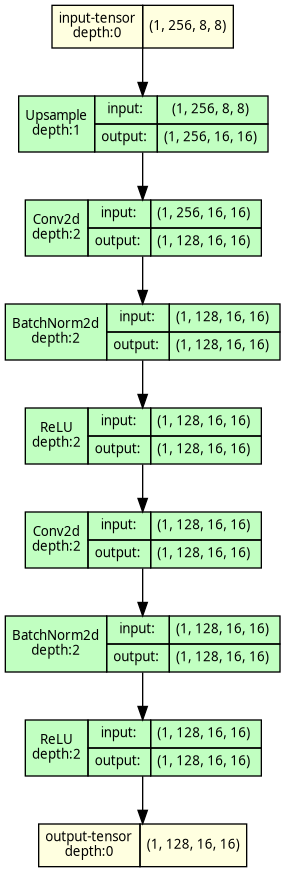 input-tensor
depth:0
(1, 256, 8, 8)
Upsample
depth:1
input:
(1, 256, 8, 8)
output:
(1, 256, 16, 16)
Conv2d
depth:2
input:
(1, 256, 16, 16)
output:
(1, 128, 16, 16)
BatchNorm2d
depth:2
input:
(1, 128, 16, 16)
output:
(1, 128, 16, 16)
ReLU
depth:2
input:
(1, 128, 16, 16)
output:
(1, 128, 16, 16)
Conv2d
depth:2
input:
(1, 128, 16, 16)
output:
(1, 128, 16, 16)
BatchNorm2d
depth:2
input:
(1, 128, 16, 16)
output:
(1, 128, 16, 16)
ReLU
depth:2
input:
(1, 128, 16, 16)
output:
(1, 128, 16, 16)
output-tensor
depth:0
(1, 128, 16, 16)